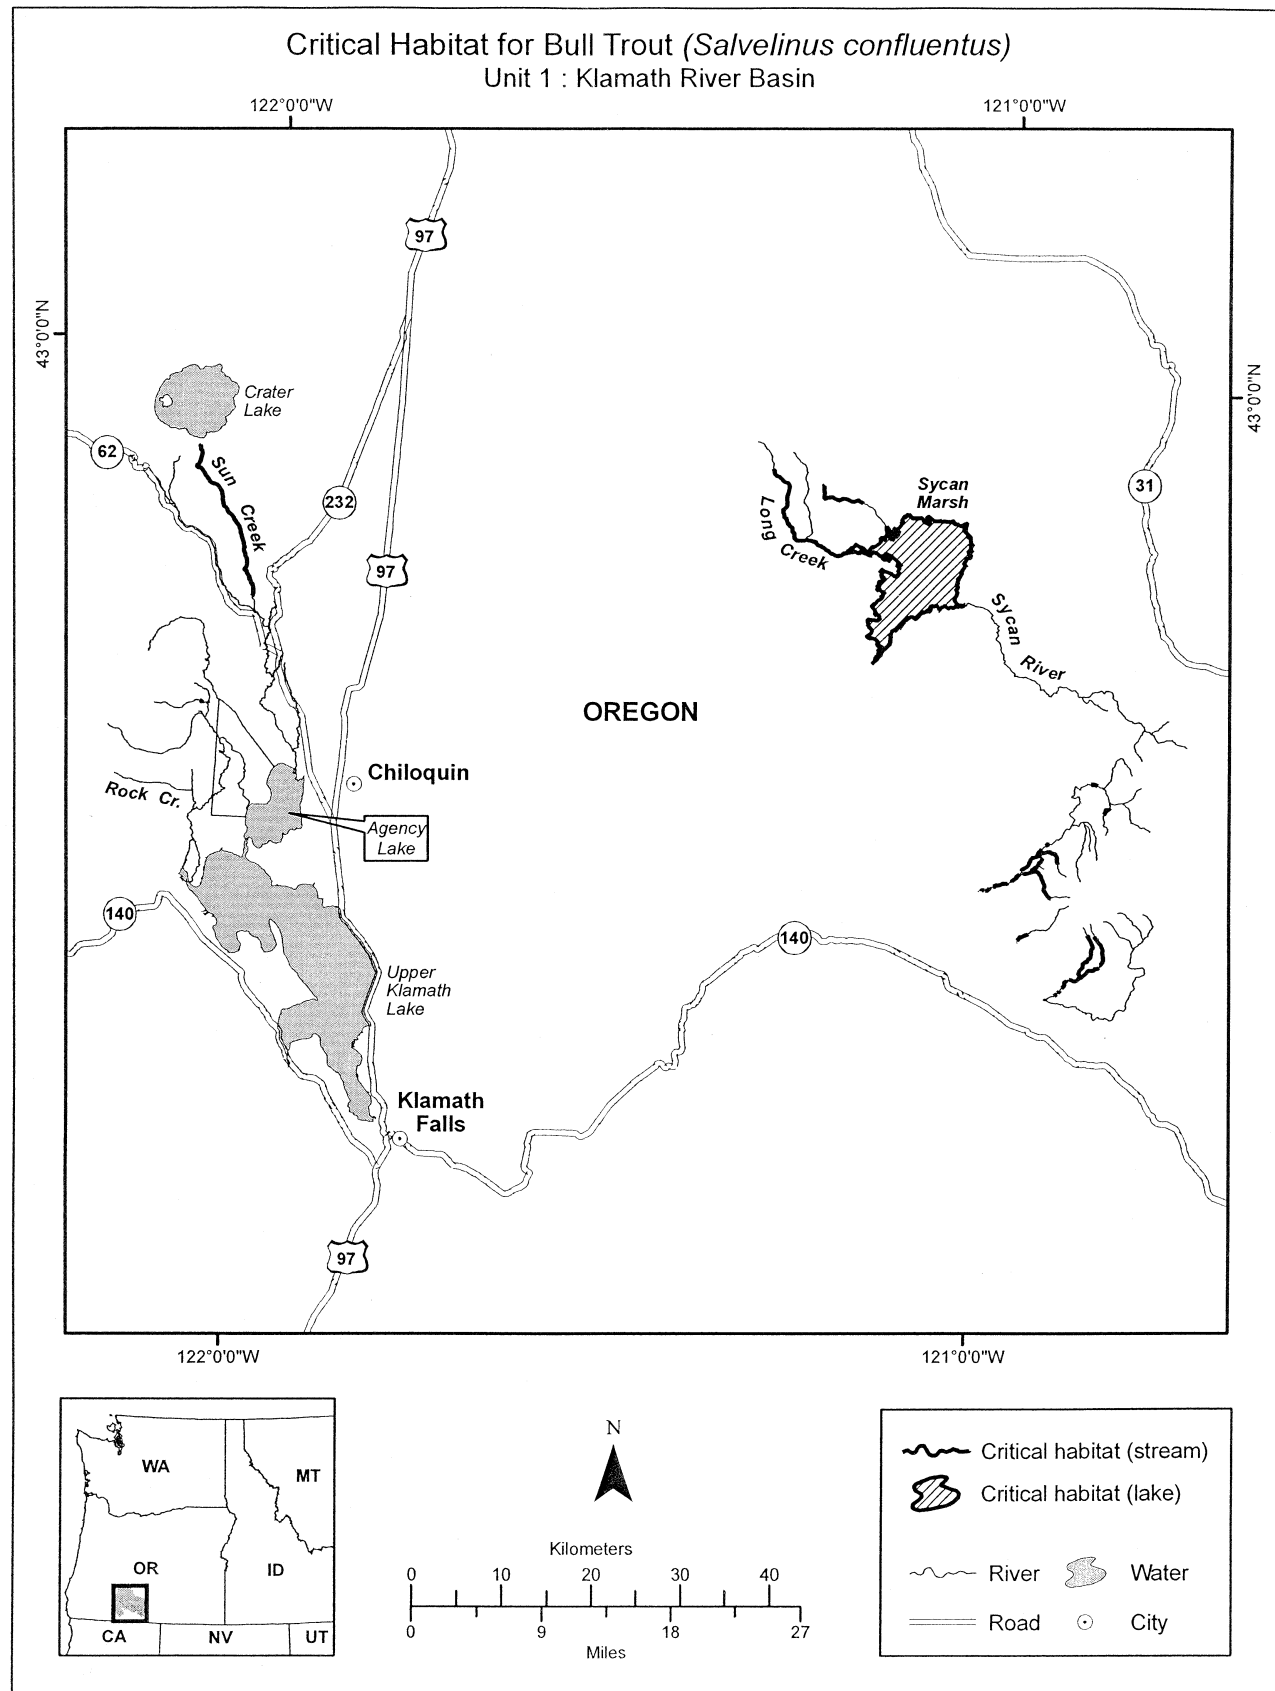 Critical Habitat for Bull Trout (Salvelinus confluentus)
Unit 1 : Klamath River Basin
122°0'0"W
121°0'0"W
97
43°0'0"N
43°0'0"N
Crater
Lake
62
Sun Creek
232
97
31
Sycan
Marsh
Long Creek
Sycan River
OREGON
Chiloquin
Rock Cr.
Agency
Lake
140
140
Upper
Klamath
Lake
Klamath
Falls
97
122°0'0"W
121°0'0"W
WA
MT
OR
ID
CA
NV
UT
N
Kilometers
0 10 20 30 40
0 9 18 27
Miles
Critical habitat (stream)
Critical habitat (lake)
River
Water
Road
City